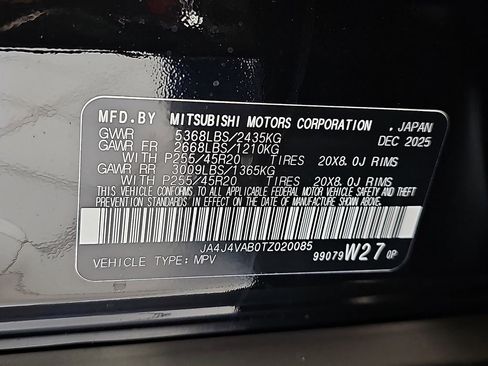 MFD.BY MITSUBISHI MOTORS CORPORATION , JAPAN
GVWR 5368LBS/2435KG DEC 2025
GAWR FR 2668LBS/1210KG
WITH P255/45R20 TIRES 20X8.0J RIMS
GAWR RR 3009LBS/1365KG
WITH P255/45R20 TIRES 20X8.0J RIMS
THIS VEHICLE CONFORMS TO ALL APPLICABLE FEDERAL MOTOR VEHICLE SAFETY
AND THEFT PREVENTION STANDARDS IN EFFECT ON THE DATE OF MANUFACTURE SHOWN ABOVE.
JA4J4VAB0TZ020085
VEHICLE TYPE: MPV 99079 W27 0P